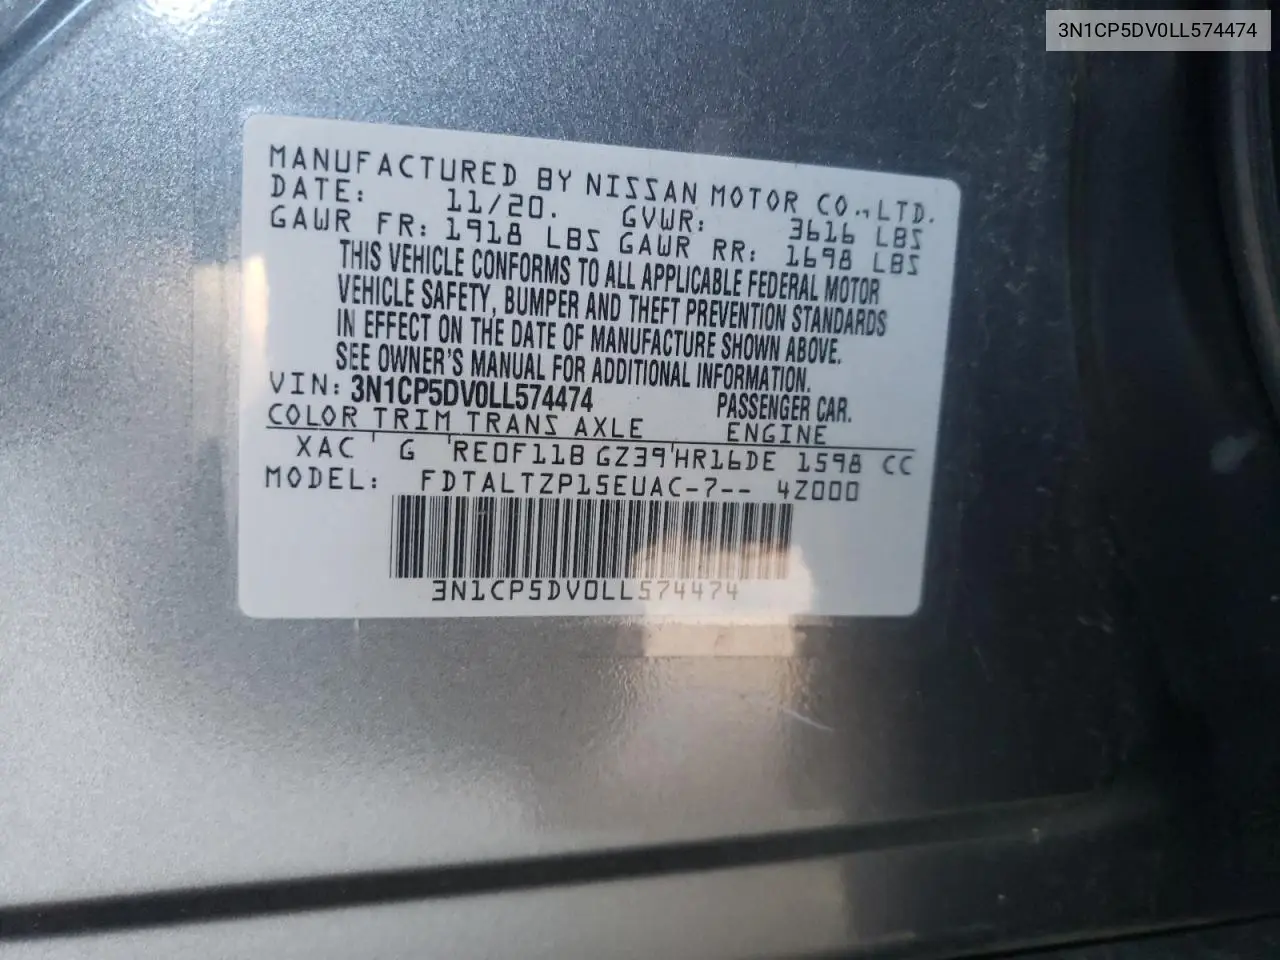 3N1CP5DV0LL574474
MANUFACTURED BY NISSAN MOTOR CO., LTD.
DATE: 11/20. GVWR: 3616 LBS
GAWR FR: 1918 LBS GAWR RR: 1698 LBS
THIS VEHICLE CONFORMS TO ALL APPLICABLE FEDERAL MOTOR
VEHICLE SAFETY, BUMPER AND THEFT PREVENTION STANDARDS
IN EFFECT ON THE DATE OF MANUFACTURE SHOWN ABOVE.
SEE OWNER'S MANUAL FOR ADDITIONAL INFORMATION.
VIN: 3N1CP5DV0LL574474 PASSENGER CAR.
COLOR TRIM TRANS AXLE ENGINE
XAC ' G 'RE0F11B GZ39'HR16DE 1598 CC
MODEL: FDTALTZP15EUAC-7-- 4Z000
3N1CP5DV0LL574474